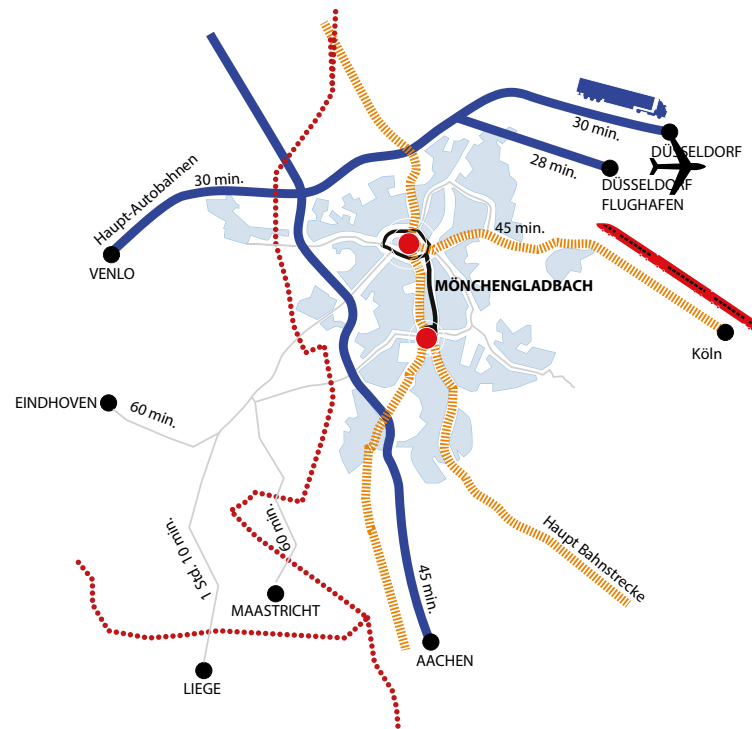 30 min.
DÜSSELDORF
28 min.
DÜSSELDORF
FLUGHAFEN
Haupt-Autobahnen
30 min.
VENLO
45 min.
MÖNCHENGLADBACH
Köln
EINDHOVEN
60 min.
1 Std. 10 min.
60 min.
MAASTRICHT
LIEGE
45 min.
AACHEN
Haupt Bahnstrecke